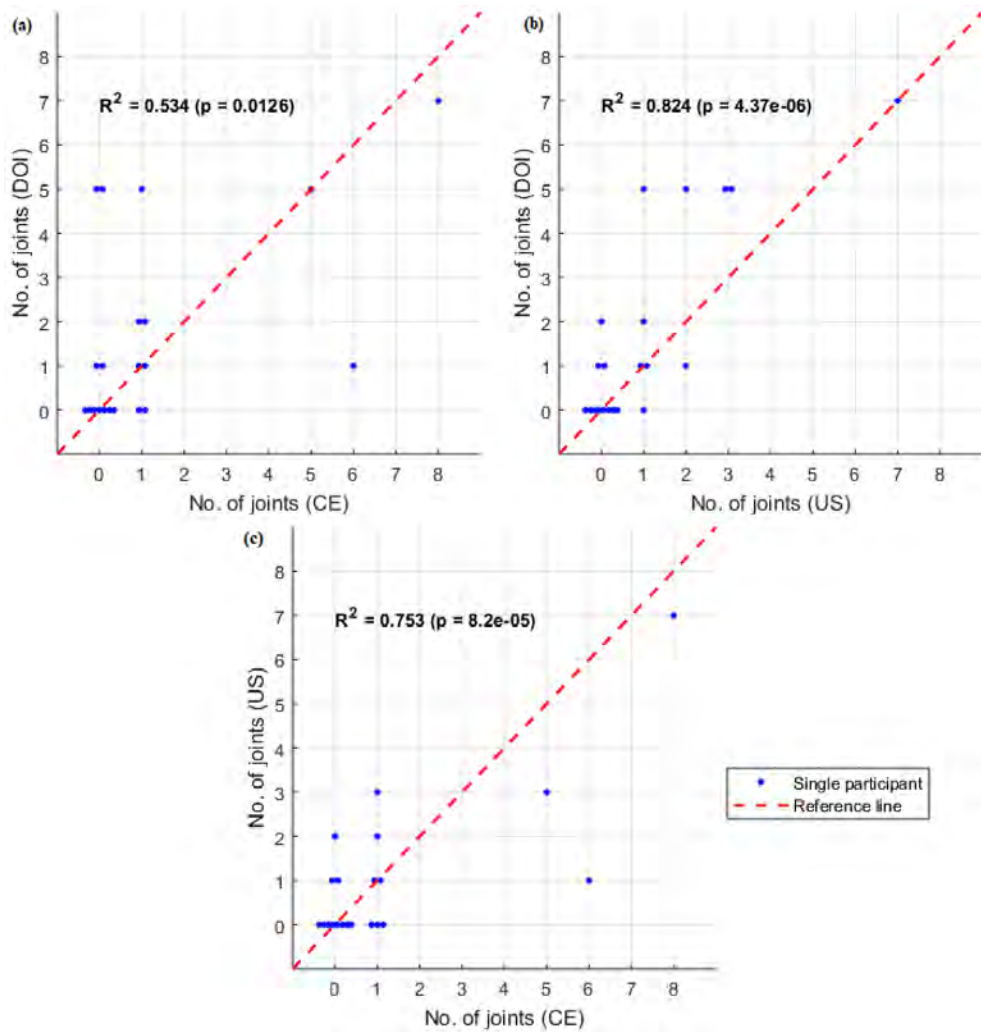 (a)
R² = 0.534 (p = 0.0126)
No. of joints (DOI)
8
7
6
5
4
3
2
1
0
0 1 2 3 4 5 6 7 8
No. of joints (CE)
(b)
R² = 0.824 (p = 4.37e-06)
No. of joints (DOI)
8
7
6
5
4
3
2
1
0
0 1 2 3 4 5 6 7 8
No. of joints (US)
(c)
R² = 0.753 (p = 8.2e-05)
No. of joints (US)
8
7
6
5
4
3
2
1
0
0 1 2 3 4 5 6 7 8
No. of joints (CE)
Single participant
Reference line